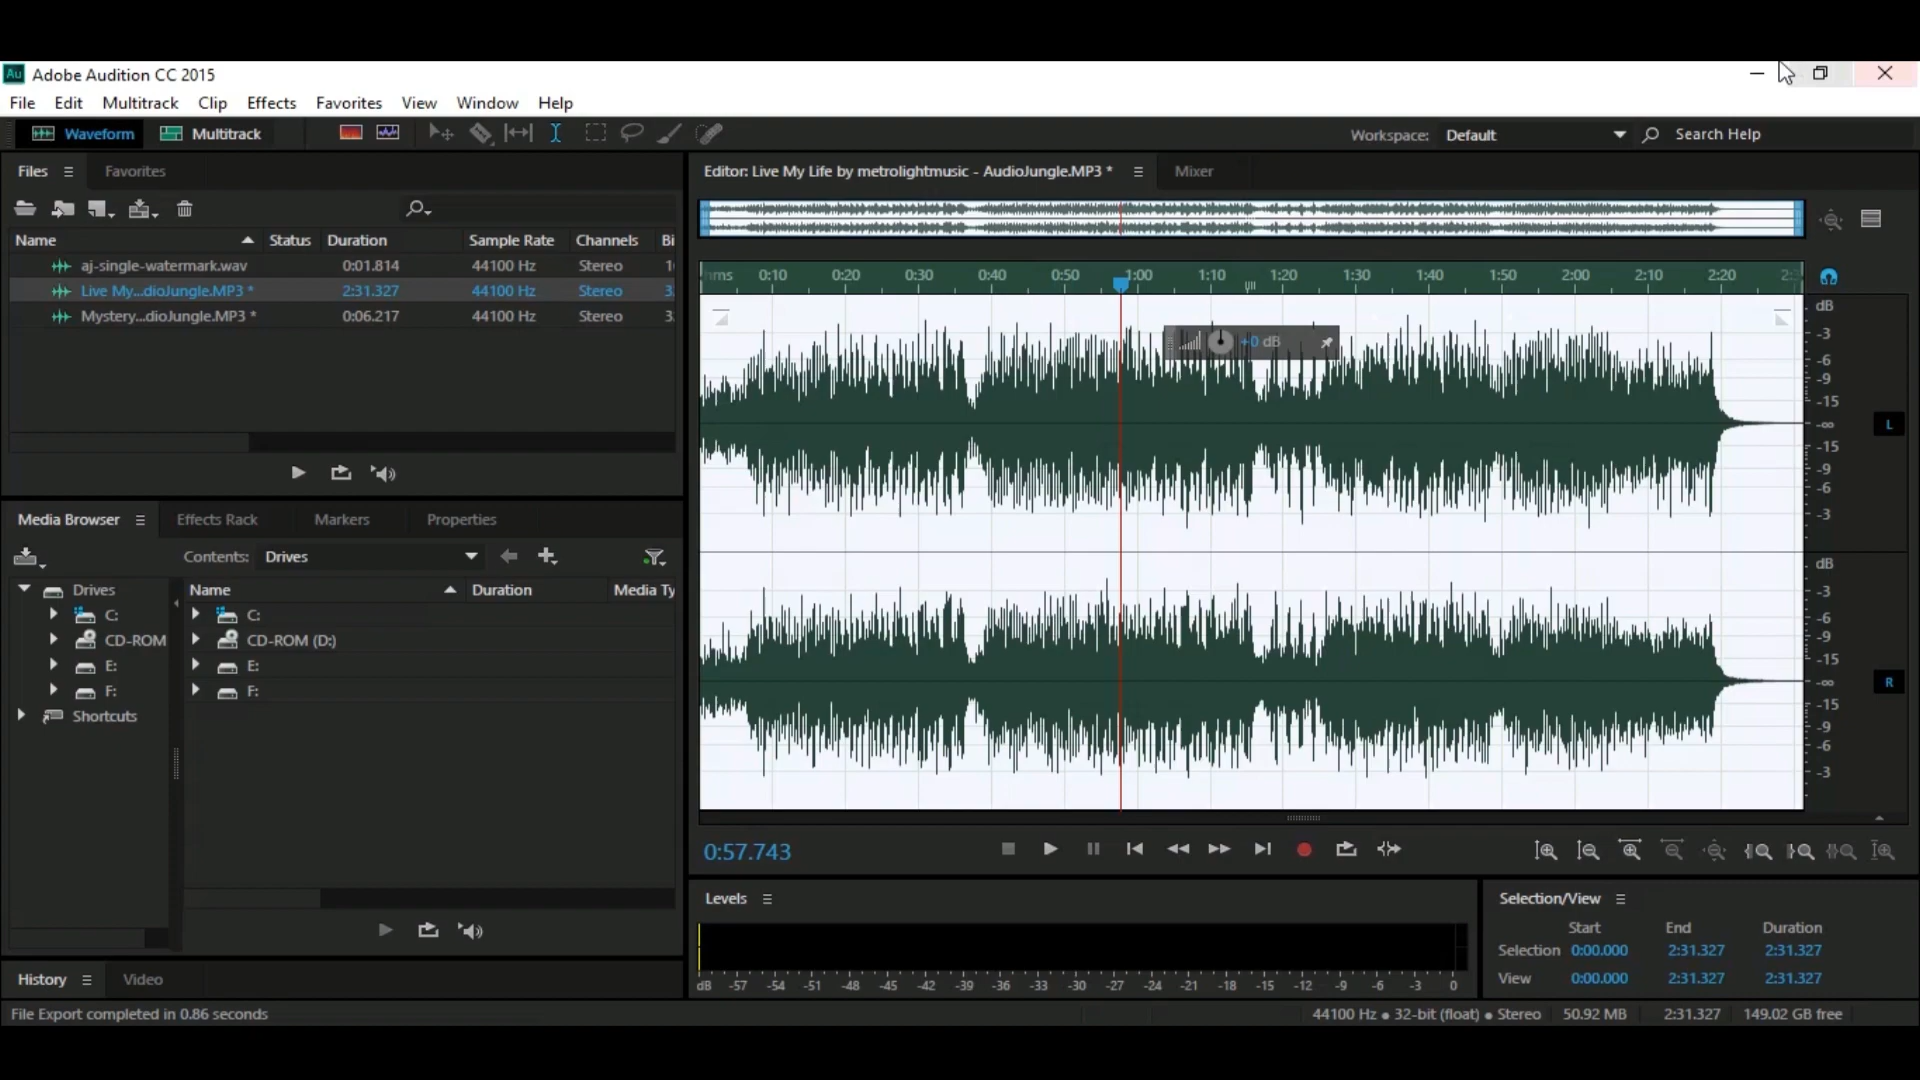 Au Adobe Audition CC 2015
File Edit Multitrack Clip Effects Favorites View Window Help
Waveform Multitrack Workspace: Default Search Help
Files Favorites
Name Status Duration Sample Rate Channels Bi
aj-single-watermark.wav 0:01.814 44100 Hz Stereo
Live My...dioJungle.MP3 * 2:31.327 44100 Hz Stereo 3
Mystery...dioJungle.MP3 * 0:06.217 44100 Hz Stereo 3
Media Browser Effects Rack Markers Properties
Contents: Drives
Drives
C:
CD-ROM
E:
F:
Shortcuts
Name Duration Media Ty
C:
CD-ROM (D:)
E:
F:
History Video
Editor: Live My Life by metrolightmusic - AudioJungle.MP3 * Mixer
hms 0:10 0:20 0:30 0:40 0:50 1:00 1:10 1:20 1:30 1:40 1:50 2:00 2:10 2:20
+0 dB
dB
-3
-6
-9
-15
-∞
-15
-9
-6
-3
L
dB
-3
-6
-9
-15
-∞
-15
-9
-6
-3
R
0:57.743
Levels
dB -57 -54 -51 -48 -45 -42 -39 -36 -33 -30 -27 -24 -21 -18 -15 -12 -9 -6 -3 0
Selection/View
Start End Duration
Selection 0:00.000 2:31.327 2:31.327
View 0:00.000 2:31.327 2:31.327
File Export completed in 0.86 seconds
44100 Hz ● 32-bit (float) ● Stereo 50.92 MB 2:31.327 149.02 GB free